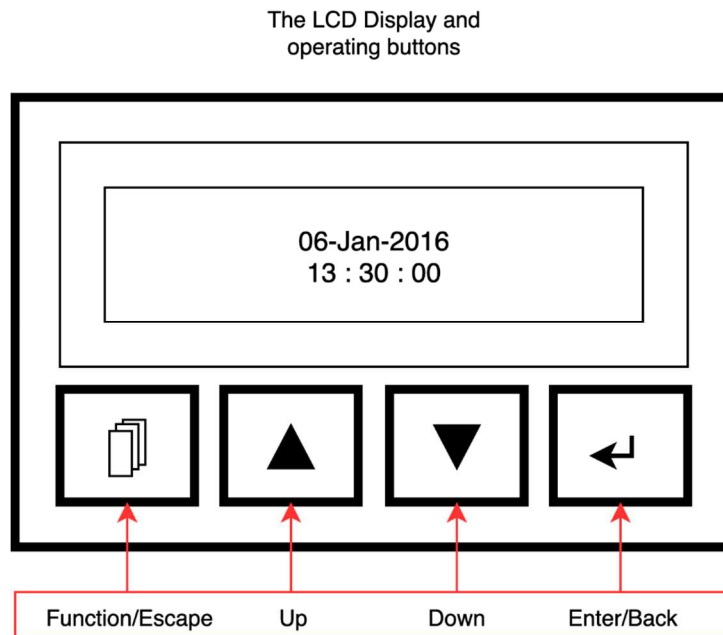 The LCD Display and
operating buttons
06-Jan-2016
13 : 30 : 00
Function/Escape Up Down Enter/Back